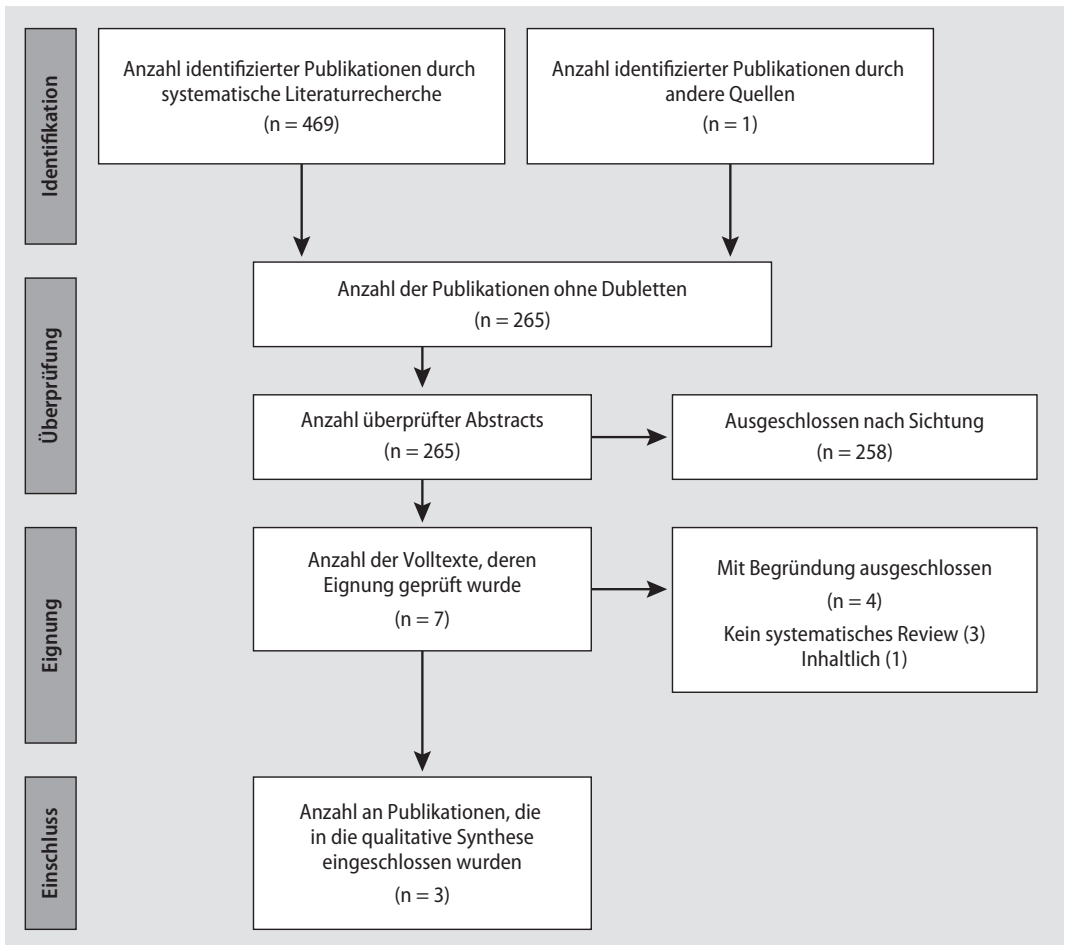 Identifikation
Anzahl identifizierter Publikationen durch
systematische Literaturrecherche
(n = 469)
Anzahl identifizierter Publikationen durch
andere Quellen
(n = 1)
Überprüfung
Anzahl der Publikationen ohne Dubletten
(n = 265)
Anzahl überprüfter Abstracts
(n = 265)
Ausgeschlossen nach Sichtung
(n = 258)
Eignung
Anzahl der Volltexte, deren
Eignung geprüft wurde
(n = 7)
Mit Begründung ausgeschlossen
(n = 4)
Kein systematisches Review (3)
Inhaltlich (1)
Einschluss
Anzahl an Publikationen, die
in die qualitative Synthese
eingeschlossen wurden
(n = 3)